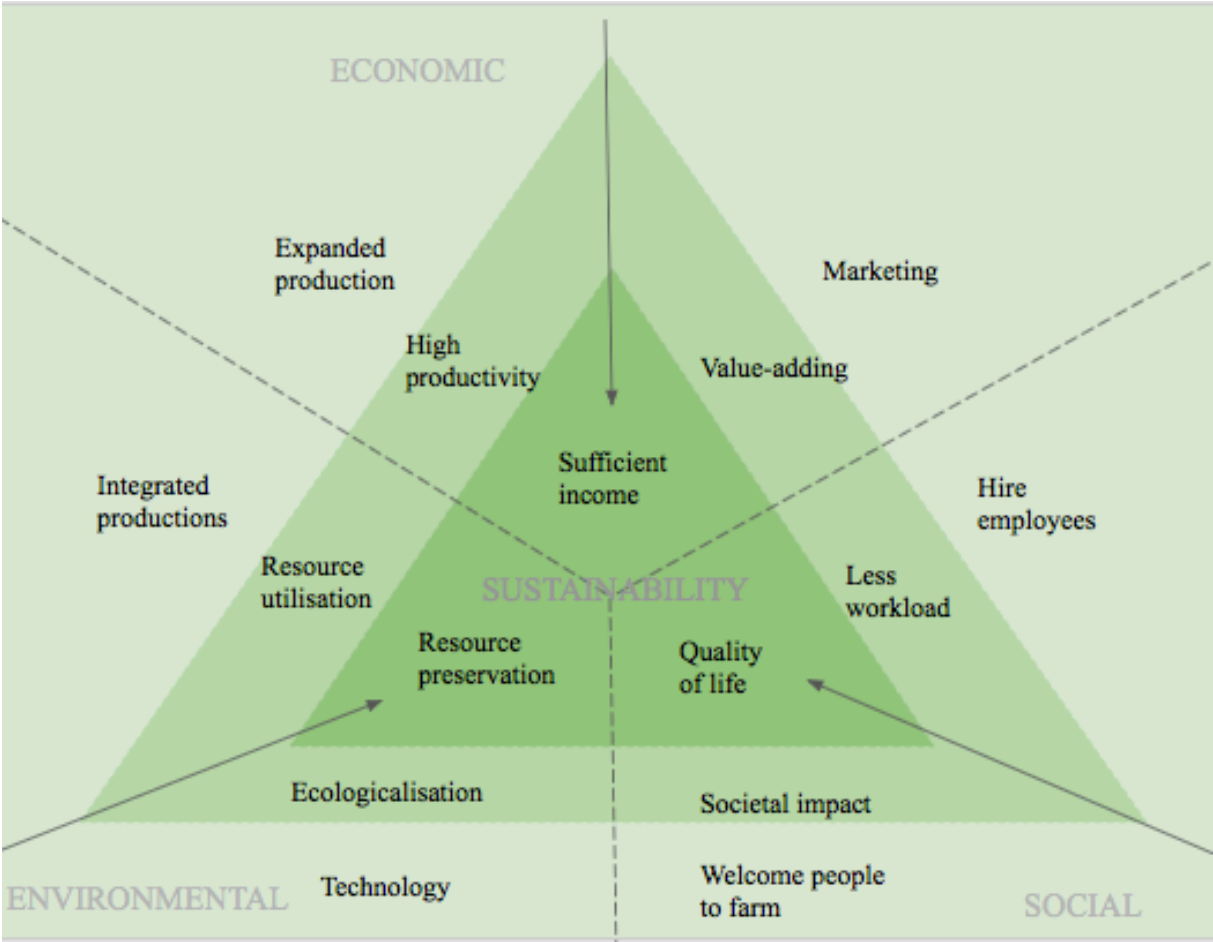 ECONOMIC
Expanded
production
Marketing
High
productivity
Value-adding
Sufficient
income
Integrated
productions
Hire
employees
Resource
utilisation
Less
workload
SUSTAINABILITY
Resource
preservation
Quality
of life
Ecologicalisation
Societal impact
Technology
Welcome people
to farm
ENVIRONMENTAL
SOCIAL